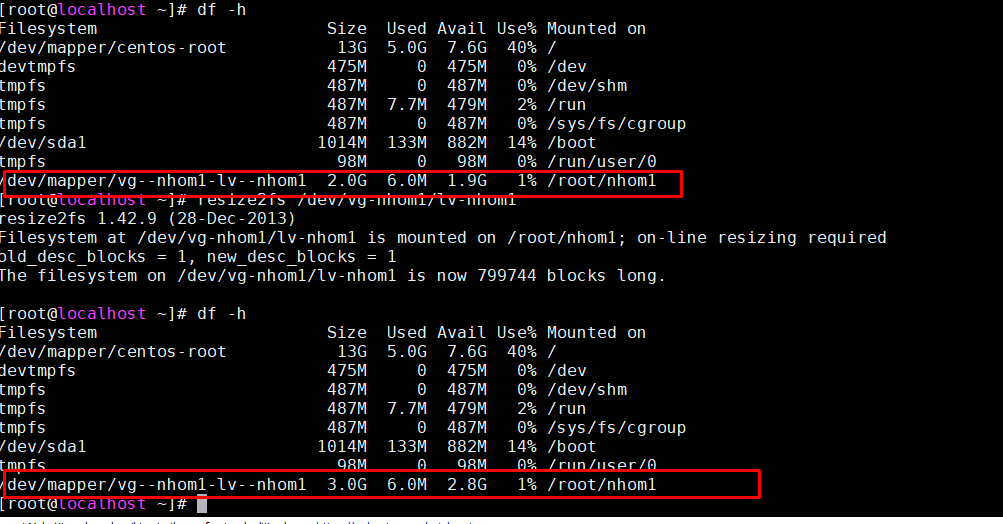 [root@localhost ~]# df -h
Filesystem Size Used Avail Use% Mounted on
/dev/mapper/centos-root 13G 5.0G 7.6G 40% /
devtmpfs 475M 0 475M 0% /dev
tmpfs 487M 0 487M 0% /dev/shm
tmpfs 487M 7.7M 479M 2% /run
tmpfs 487M 0 487M 0% /sys/fs/cgroup
/dev/sda1 1014M 133M 882M 14% /boot
tmpfs 98M 0 98M 0% /run/user/0
/dev/mapper/vg--nhom1-lv--nhom1 2.0G 6.0M 1.9G 1% /root/nhom1
[root@localhost ~]# resize2fs /dev/vg-nhom1/lv-nhom1
resize2fs 1.42.9 (28-Dec-2013)
Filesystem at /dev/vg-nhom1/lv-nhom1 is mounted on /root/nhom1; on-line resizing required
old_desc_blocks = 1, new_desc_blocks = 1
The filesystem on /dev/vg-nhom1/lv-nhom1 is now 799744 blocks long.
[root@localhost ~]# df -h
Filesystem Size Used Avail Use% Mounted on
/dev/mapper/centos-root 13G 5.0G 7.6G 40% /
devtmpfs 475M 0 475M 0% /dev
tmpfs 487M 0 487M 0% /dev/shm
tmpfs 487M 7.7M 479M 2% /run
tmpfs 487M 0 487M 0% /sys/fs/cgroup
/dev/sda1 1014M 133M 882M 14% /boot
tmpfs 98M 0 98M 0% /run/user/0
/dev/mapper/vg--nhom1-lv--nhom1 3.0G 6.0M 2.8G 1% /root/nhom1
[root@localhost ~]#